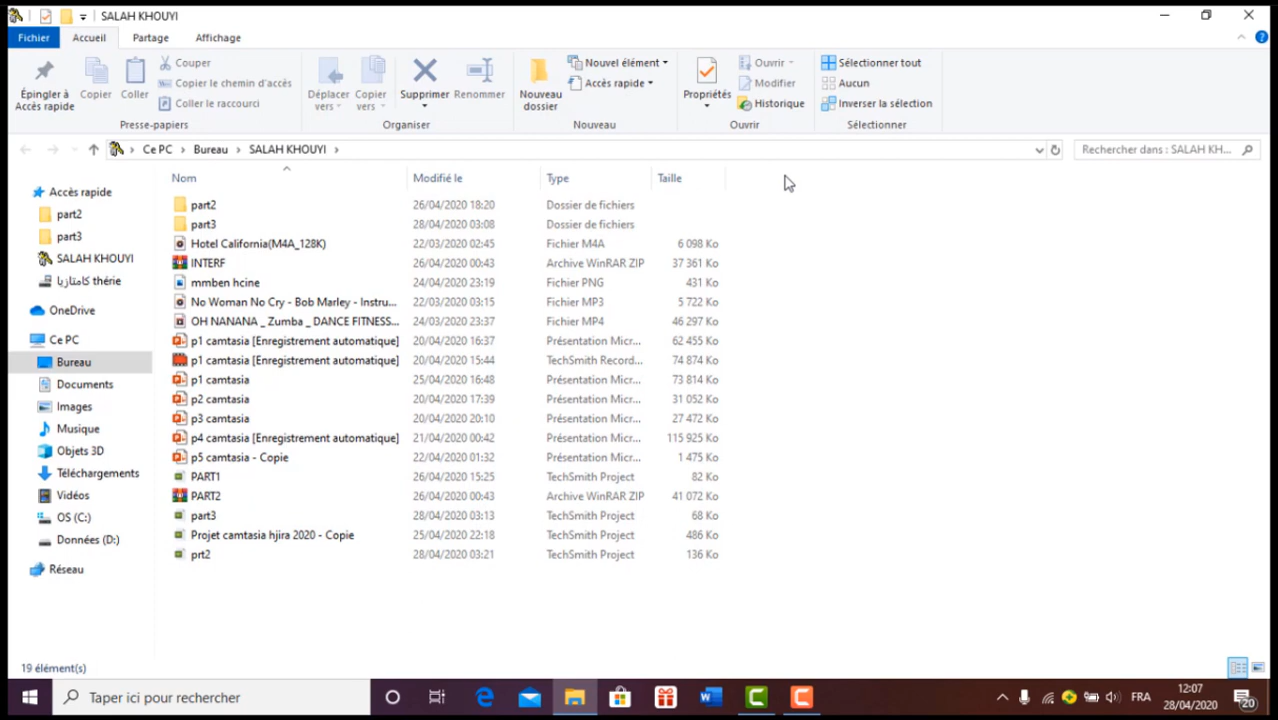 SALAH KHOUYI
Fichier Accueil Partage Affichage
Épingler à Accès rapide
Copier
Coller
Couper
Copier le chemin d'accès
Coller le raccourci
Presse-papiers
Déplacer vers
Copier vers
Supprimer
Renommer
Organiser
Nouveau dossier
Nouvel élément
Accès rapide
Nouveau
Propriétés
Ouvrir
Modifier
Historique
Ouvrir
Sélectionner tout
Aucun
Inverser la sélection
Sélectionner
Ce PC > Bureau > SALAH KHOUYI >
Rechercher dans : SALAH KH...
Accès rapide
part2
part3
SALAH KHOUYI
كامتازيا thérie
OneDrive
Ce PC
Bureau
Documents
Images
Musique
Objets 3D
Téléchargements
Vidéos
OS (C:)
Données (D:)
Réseau
Nom Modifié le Type Taille
part2 26/04/2020 18:20 Dossier de fichiers
part3 28/04/2020 03:08 Dossier de fichiers
Hotel California(M4A_128K) 22/03/2020 02:45 Fichier M4A 6 098 Ko
INTERF 26/04/2020 00:43 Archive WinRAR ZIP 37 361 Ko
mmben hcine 24/04/2020 23:19 Fichier PNG 431 Ko
No Woman No Cry - Bob Marley - Instru... 22/03/2020 03:15 Fichier MP3 5 722 Ko
OH NANANA _ Zumba _ DANCE FITNESS... 24/03/2020 23:37 Fichier MP4 46 297 Ko
p1 camtasia [Enregistrement automatique] 20/04/2020 16:37 Présentation Micr... 62 455 Ko
p1 camtasia [Enregistrement automatique] 20/04/2020 15:44 TechSmith Record... 74 874 Ko
p1 camtasia 25/04/2020 16:48 Présentation Micr... 73 814 Ko
p2 camtasia 20/04/2020 17:39 Présentation Micr... 31 052 Ko
p3 camtasia 20/04/2020 20:10 Présentation Micr... 27 472 Ko
p4 camtasia [Enregistrement automatique] 21/04/2020 00:42 Présentation Micr... 115 925 Ko
p5 camtasia - Copie 22/04/2020 01:32 Présentation Micr... 1 475 Ko
PART1 26/04/2020 15:25 TechSmith Project 82 Ko
PART2 26/04/2020 00:43 Archive WinRAR ZIP 41 072 Ko
part3 28/04/2020 03:13 TechSmith Project 68 Ko
Projet camtasia hjira 2020 - Copie 25/04/2020 22:18 TechSmith Project 486 Ko
prt2 28/04/2020 03:21 TechSmith Project 136 Ko
19 élément(s)
Taper ici pour rechercher
FRA
12:07
28/04/2020
20